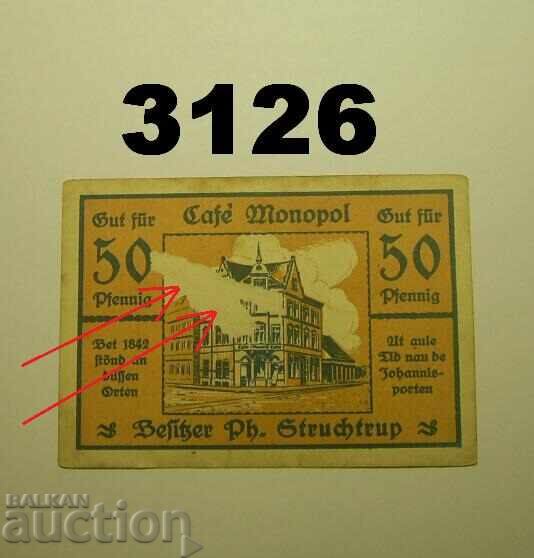 3126
Gut für
Café Monopol
Gut für
50
Pfennig
50
Pfennig
Bet 1842
stönd an
düssen
Orten
Ut aule
Tid nau de
Johannis-
porten
Besitzer Ph. Struchtrup
BALKAN
auction